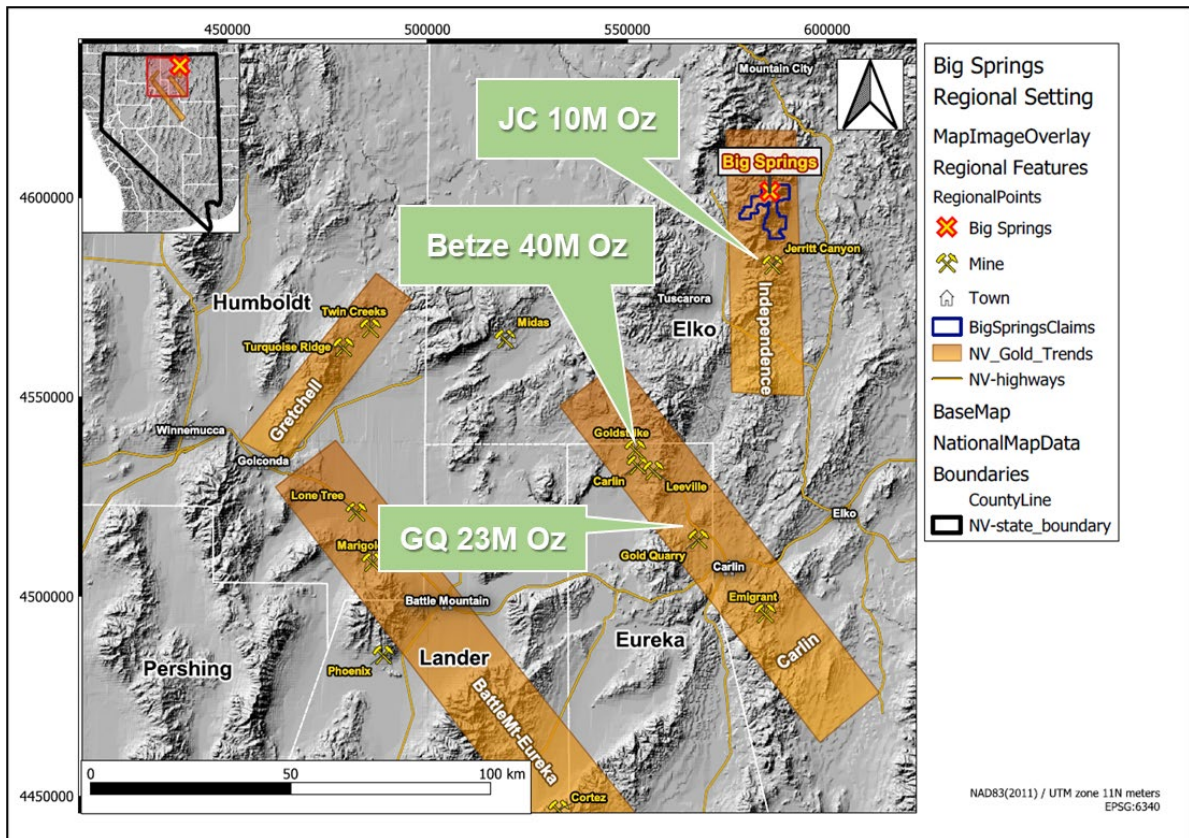 450000
500000
550000
600000
4600000
4550000
4500000
4450000
Mountain City
JC 10M Oz
Big Springs
Betze 40M Oz
Jerritt Canyon
Humboldt
Tuscarora
Twin Creeks
Midas
Elko
Independence
Turquoise Ridge
Gretchell
Winnemucca
Golconda
Goldstrike
Lone Tree
Carlin
Leeville
Elko
Marigold
GQ 23M Oz
Gold Quarry
Carlin
Battle Mountain
Emigrant
Eureka
Pershing
Phoenix
Lander
Carlin
BattleMt-Eureka
Cortez
0
50
100 km
Big Springs
Regional Setting
MapImageOverlay
Regional Features
RegionalPoints
Big Springs
Mine
Town
BigSpringsClaims
NV_Gold_Trends
NV-highways
BaseMap
NationalMapData
Boundaries
CountyLine
NV-state_boundary
NAD83(2011) / UTM zone 11N meters
EPSG:6340